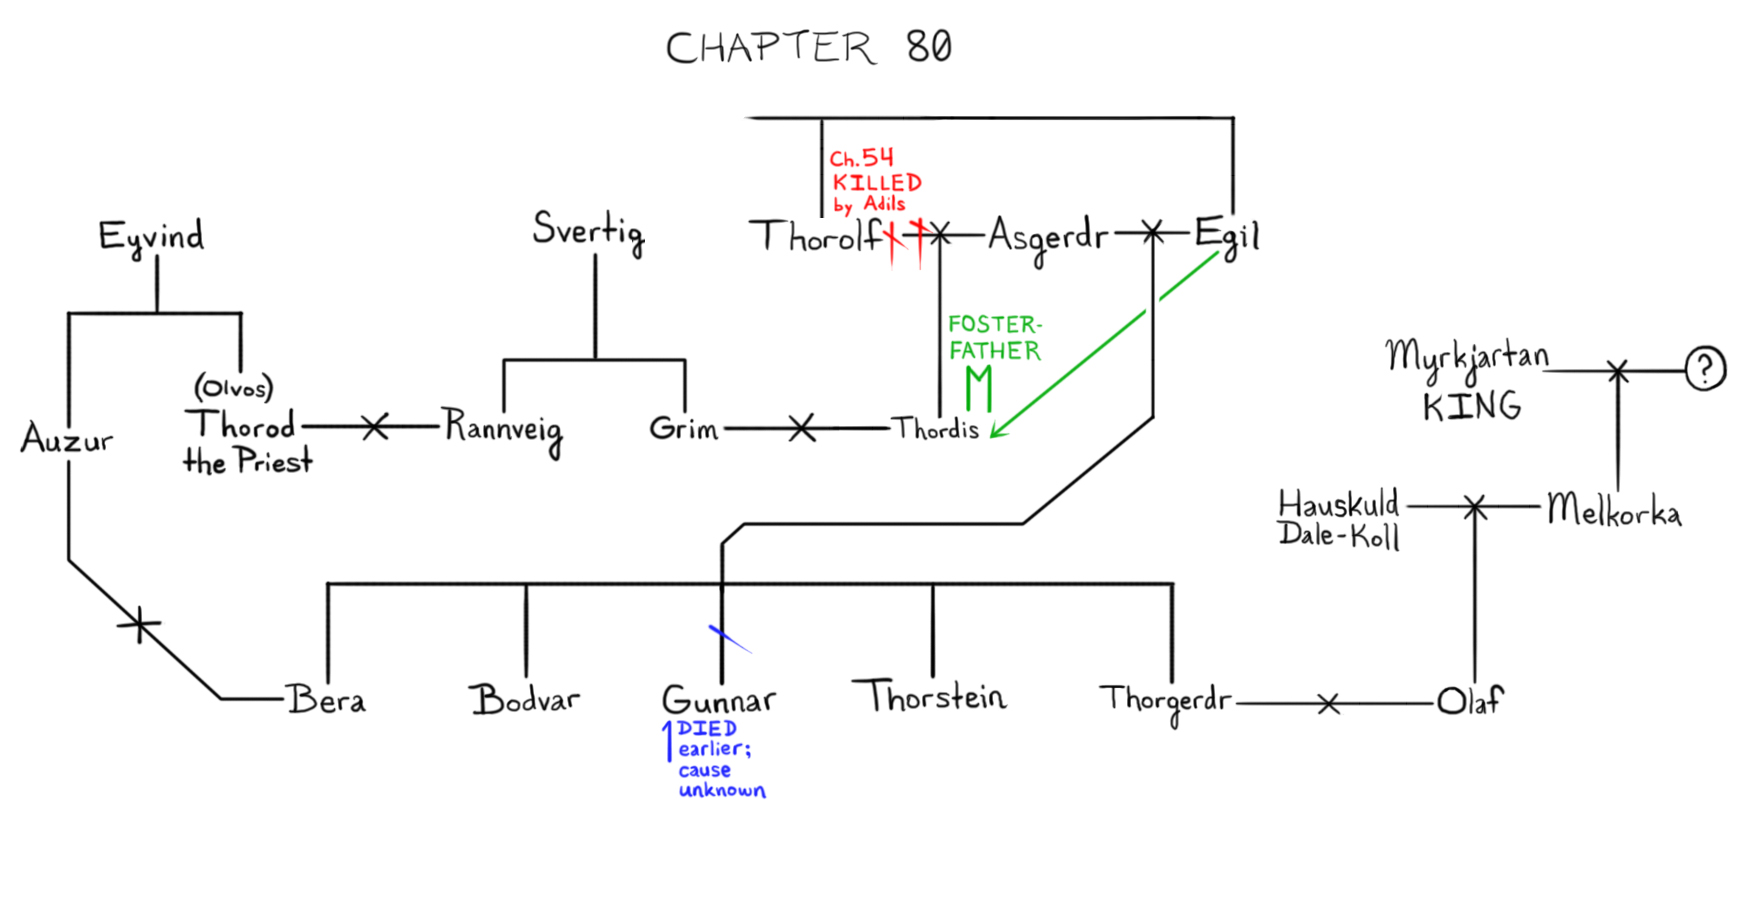 CHAPTER 80
Ch. 54
KILLED
by Adils
Eyvind
Svertig
Thorolf
Asgerdr
Egil
FOSTER-
FATHER
M
(Olvos)
Auzur
Thorod
the Priest
Rannveig
Grim
Thordis
Myrkjartan
KING
?
Hauskuld
Dale-Koll
Melkorka
Bera
Bodvar
Gunnar
Thorstein
Thorgerdr
Olaf
DIED
earlier;
cause
unknown